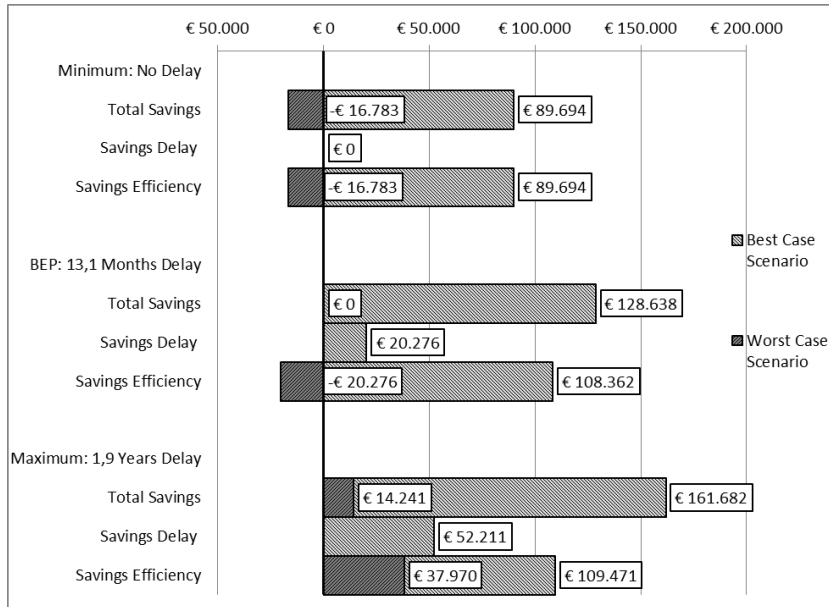 € 50.000 € 0 € 50.000 € 100.000 € 150.000 € 200.000
Minimum: No Delay
Total Savings -€ 16.783 € 89.694
Savings Delay € 0
Savings Efficiency -€ 16.783 € 89.694
BEP: 13,1 Months Delay
Total Savings € 0 € 128.638
Savings Delay € 20.276
Savings Efficiency -€ 20.276 € 108.362
Maximum: 1,9 Years Delay
Total Savings € 14.241 € 161.682
Savings Delay € 52.211
Savings Efficiency € 37.970 € 109.471
Best Case
Scenario
Worst Case
Scenario